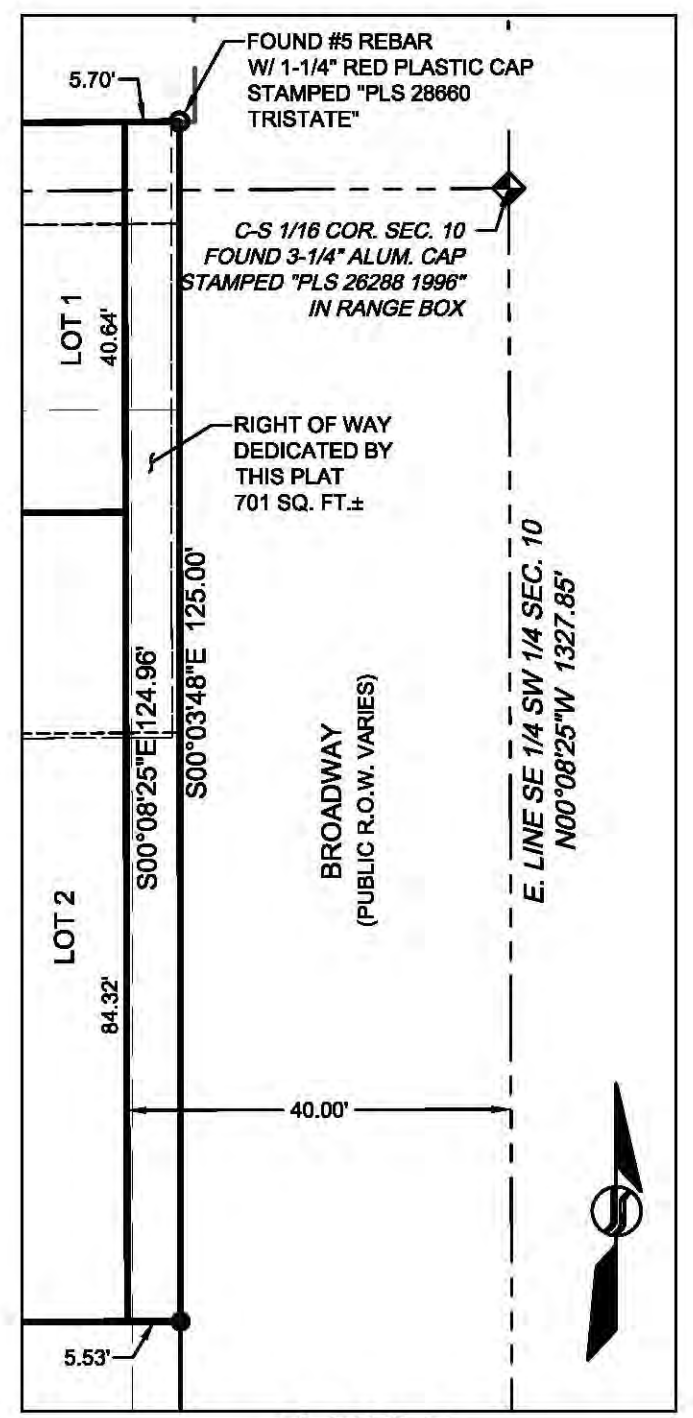 FOUND #5 REBAR
W/ 1-1/4" RED PLASTIC CAP
STAMPED "PLS 28660
TRISTATE"
5.70'
C-S 1/16 COR. SEC. 10
FOUND 3-1/4" ALUM. CAP
STAMPED "PLS 26288 1996"
IN RANGE BOX
LOT 1
40.64'
RIGHT OF WAY
DEDICATED BY
THIS PLAT
701 SQ. FT.±
S00°08'25"E 124.96'
S00°03'48"E 125.00'
BROADWAY
(PUBLIC R.O.W. VARIES)
E. LINE SE 1/4 SW 1/4 SEC. 10
N00°08'25"W 1327.85'
LOT 2
84.32'
40.00'
5.53'